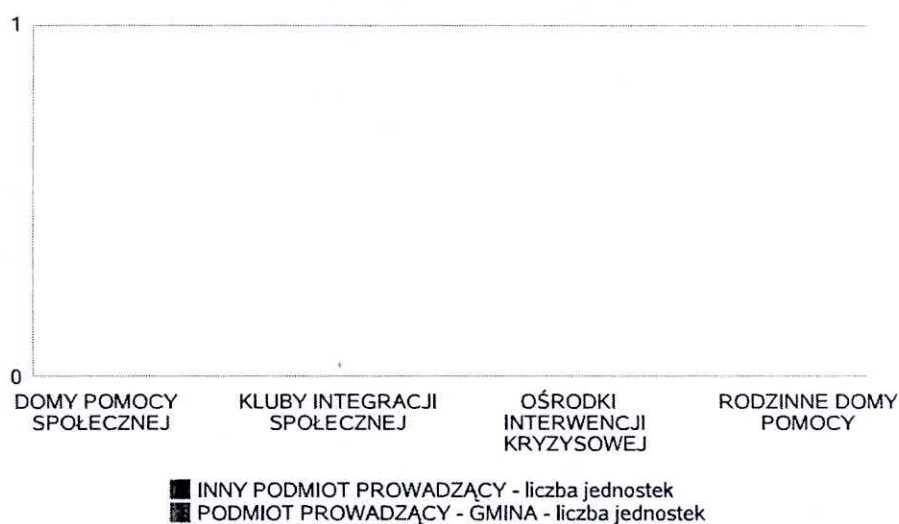 1
0
DOMY POMOCY
SPOŁECZNEJ
KLUBY INTEGRACJI
SPOŁECZNEJ
OŚRODKI
INTERWENCJI
KRYZYSOWEJ
RODZINNE DOMY
POMOCY
INNY PODMIOT PROWADZĄCY - liczba jednostek
PODMIOT PROWADZĄCY - GMINA - liczba jednostek